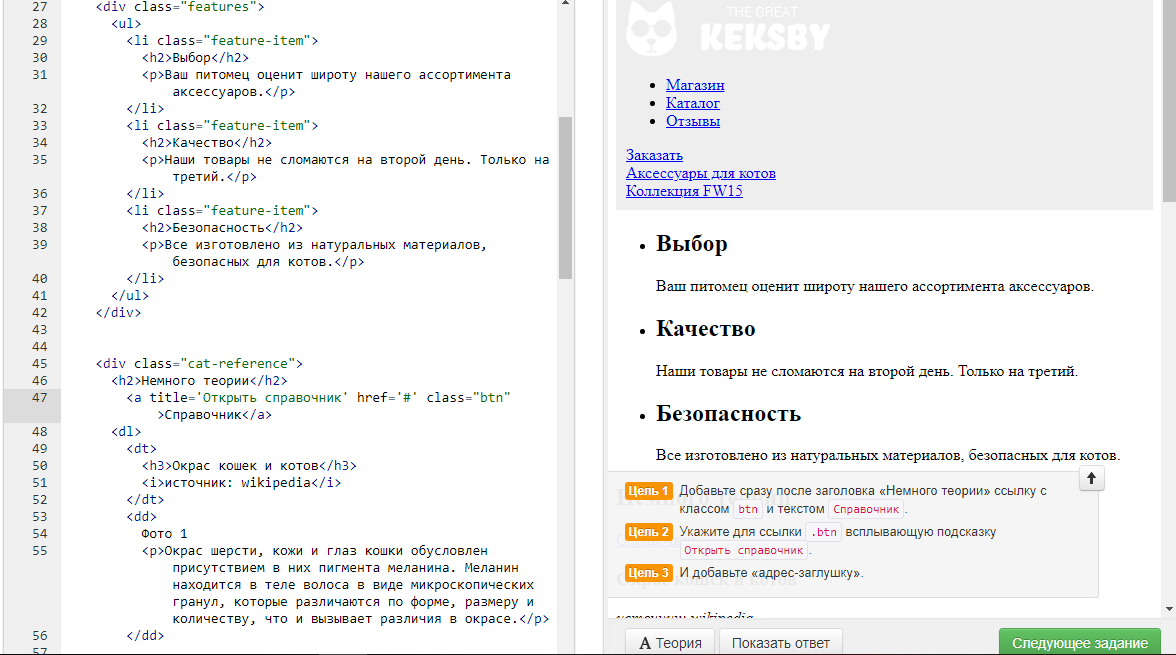 27 <div class="features">
28 <ul>
29 <li class="feature-item">
30 <h2>Выбор</h2>
31 <p>Ваш питомец оценит широту нашего ассортимента
аксессуаров.</p>
32 </li>
33 <li class="feature-item">
34 <h2>Качество</h2>
35 <p>Наши товары не сломаются на второй день. Только на
третий.</p>
36 </li>
37 <li class="feature-item">
38 <h2>Безопасность</h2>
39 <p>Все изготовлено из натуральных материалов,
безопасных для котов.</p>
40 </li>
41 </ul>
42 </div>
43
44
45 <div class="cat-reference">
46 <h2>Немного теории</h2>
47 <a title='Открыть справочник' href='#' class="btn"
>Справочник</a>
48 <dl>
49 <dt>
50 <h3>Окрас кошек и котов</h3>
51 <i>источник: wikipedia</i>
52 </dt>
53 <dd>
54 Фото 1
55 <p>Окрас шерсти, кожи и глаз кошки обусловлен
присутствием в них пигмента меланина. Меланин
находится в теле волоса в виде микроскопических
гранул, которые различаются по форме, размеру и
количеству, что и вызывает различия в окрасе.</p>
56 </dd>
57
THE GREAT
KEKSBY
Магазин
Каталог
Отзывы
Заказать
Аксессуары для котов
Коллекция FW15
Выбор
Ваш питомец оценит широту нашего ассортимента аксессуаров.
Качество
Наши товары не сломаются на второй день. Только на третий.
Безопасность
Все изготовлено из натуральных материалов, безопасных для котов.
Цель 1 Добавьте сразу после заголовка «Немного теории» ссылку с
классом btn и текстом Справочник.
Цель 2 Укажите для ссылки .btn всплывающую подсказку
Открыть справочник.
Цель 3 И добавьте «адрес-заглушку».
источник: wikipedia
А Теория
Показать ответ
Следующее задание